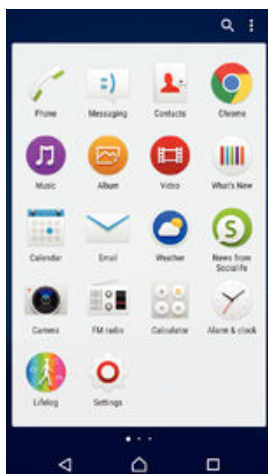 Phone
Messaging
Contacts
Chrome
Music
Album
Video
What's New
Calendar
Email
Weather
News from
Socialife
Camera
FM radio
Calculator
Alarm & clock
Lifelog
Settings